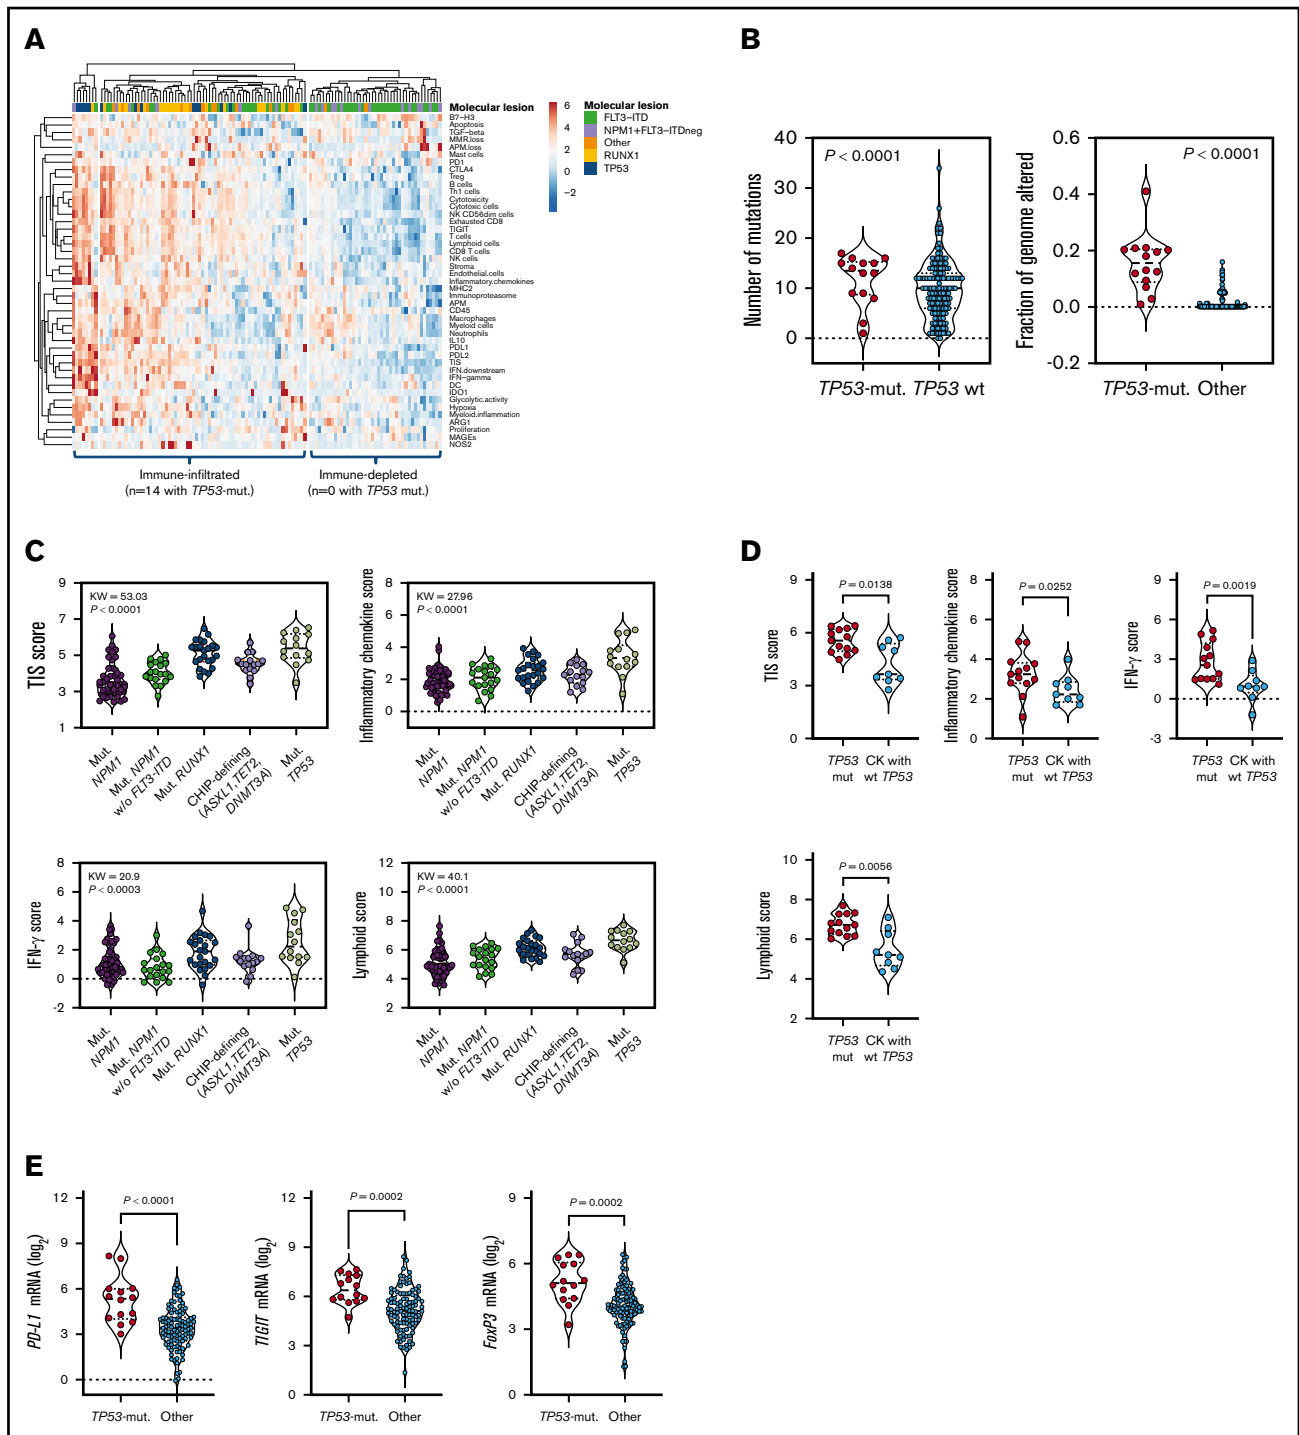 A
Molecular lesion
B7-H3
Apoptosis
TGF-beta
MMR.loss
APM.loss
Mast cells
PD1
CTLA4
Treg
B cells
Th1 cells
Cytotoxicity
Cytotoxic cells
NK CD56dim cells
Exhausted CD8
TIGIT
T cells
Lymphoid cells
CD8 T cells
NK cells
Stroma
Endothelial.cells
Inflammatory.chemokines
MHC2
Immunoproteasome
APM
CD45
Macrophages
Myeloid cells
Neutrophils
IL10
PDL1
PDL2
TIS
IFN.downstream
IFN-gamma
DC
IDO1
Glycolytic.activity
Hypoxia
Myeloid.inflammation
ARG1
Proliferation
MAGEs
NOS2
6
4
2
0
−2
Molecular lesion
FLT3-ITD
NPM1+FLT3-ITDneg
Other
RUNX1
TP53
Immune-infiltrated
(n=14 with TP53-mut.)
Immune-depleted
(n=0 with TP53 mut.)
B
Number of mutations
40
30
20
10
0
P < 0.0001
TP53-mut. TP53 wt
Fraction of genome altered
0.6
0.4
0.2
0.0
-0.2
P < 0.0001
TP53-mut. Other
C
TIS score
9
7
5
3
1
KW = 53.03
P < 0.0001
Mut.
NPM1
Mut. NPM1
w/o FLT3-ITD
Mut. RUNX1
CHIP-defining
(ASXL1,TET2,
DNMT3A)
Mut.
TP53
Inflammatory chemokine score
8
6
4
2
0
KW = 27.96
P < 0.0001
Mut.
NPM1
Mut. NPM1
w/o FLT3-ITD
Mut. RUNX1
CHIP-defining
(ASXL1,TET2,
DNMT3A)
Mut.
TP53
IFN-γ score
8
6
4
2
0
-2
KW = 20.9
P < 0.0003
Mut.
NPM1
Mut. NPM1
w/o FLT3-ITD
Mut. RUNX1
CHIP-defining
(ASXL1,TET2,
DNMT3A)
Mut.
TP53
Lymphoid score
12
10
8
6
4
2
KW = 40.1
P < 0.0001
Mut.
NPM1
Mut. NPM1
w/o FLT3-ITD
Mut. RUNX1
CHIP-defining
(ASXL1,TET2,
DNMT3A)
Mut.
TP53
D
TIS score
9
6
3
0
P = 0.0138
TP53 CK with
mut wt TP53
Inflammatory chemokine score
8
6
4
2
0
P = 0.0252
TP53 CK with
mut wt TP53
IFN-γ score
9
6
3
0
-3
P = 0.0019
TP53 CK with
mut wt TP53
Lymphoid score
10
8
6
4
2
P = 0.0056
TP53 CK with
mut wt TP53
E
PD-L1 mRNA (log2)
12
9
6
3
0
P < 0.0001
TP53-mut. Other
TIGIT mRNA (log2)
12
9
6
3
0
P = 0.0002
TP53-mut. Other
FoxP3 mRNA (log2)
9
6
3
0
P = 0.0002
TP53-mut. Other